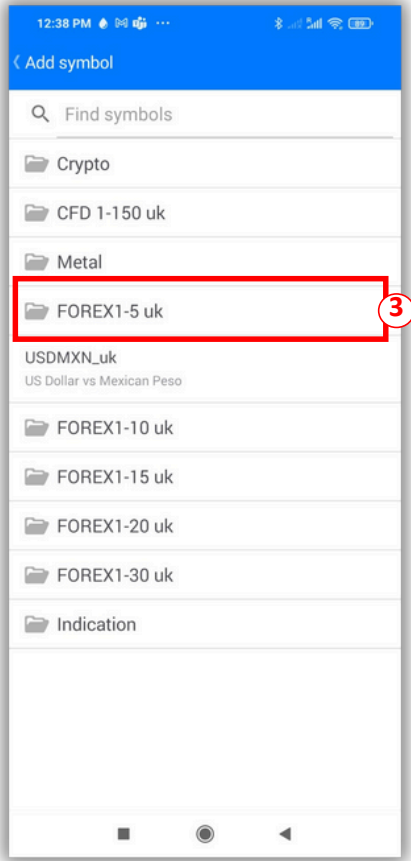 12:38 PM
89
Add symbol
Find symbols
Crypto
CFD 1-150 uk
Metal
FOREX1-5 uk
3
USDMXN_uk
US Dollar vs Mexican Peso
FOREX1-10 uk
FOREX1-15 uk
FOREX1-20 uk
FOREX1-30 uk
Indication